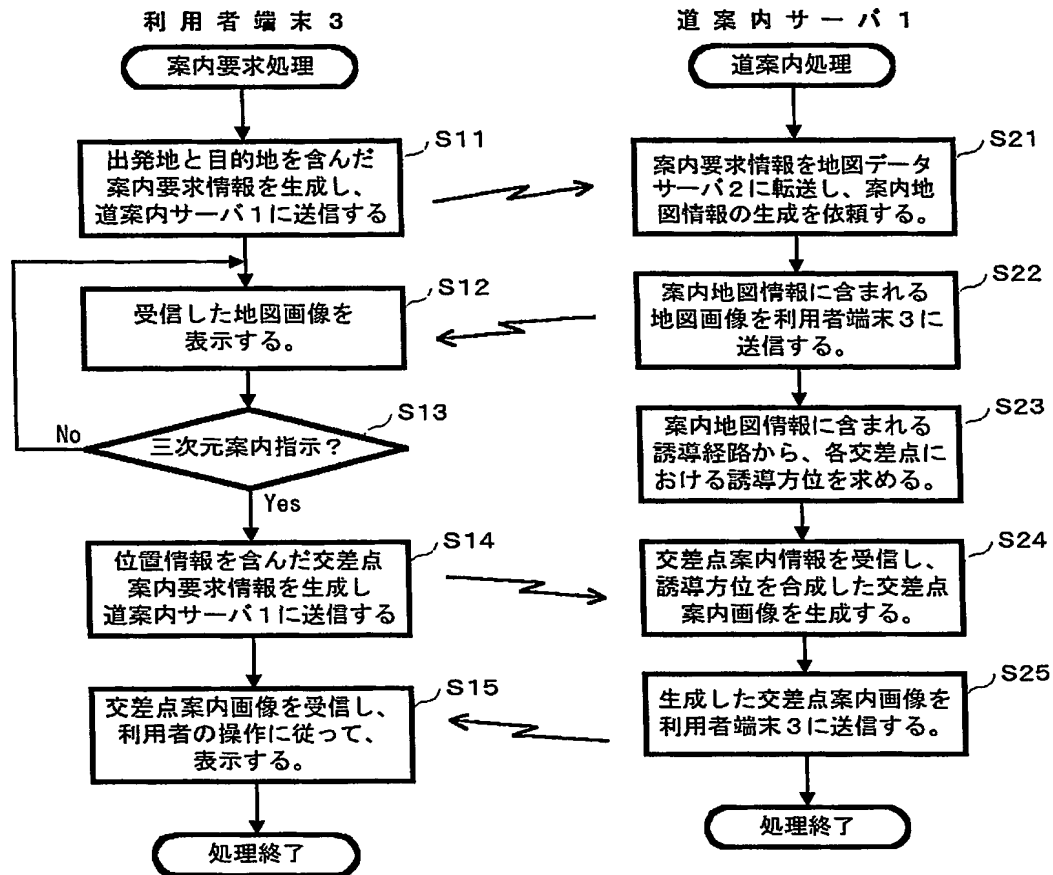 利用者端末3
案内要求処理
S11
出発地と目的地を含んだ
案内要求情報を生成し、
道案内サーバ1に送信する
S12
受信した地図画像を
表示する。
S13
三次元案内指示?
No
Yes
S14
位置情報を含んだ交差点
案内要求情報を生成し
道案内サーバ1に送信する
S15
交差点案内画像を受信し、
利用者の操作に従って、
表示する。
処理終了
道案内サーバ1
道案内処理
S21
案内要求情報を地図データ
サーバ2に転送し、案内地
図情報の生成を依頼する。
S22
案内地図情報に含まれる
地図画像を利用者端末3に
送信する。
S23
案内地図情報に含まれる
誘導経路から、各交差点に
おける誘導方位を求める。
S24
交差点案内情報を受信し、
誘導方位を合成した交差点
案内画像を生成する。
S25
生成した交差点案内画像を
利用者端末3に送信する。
処理終了